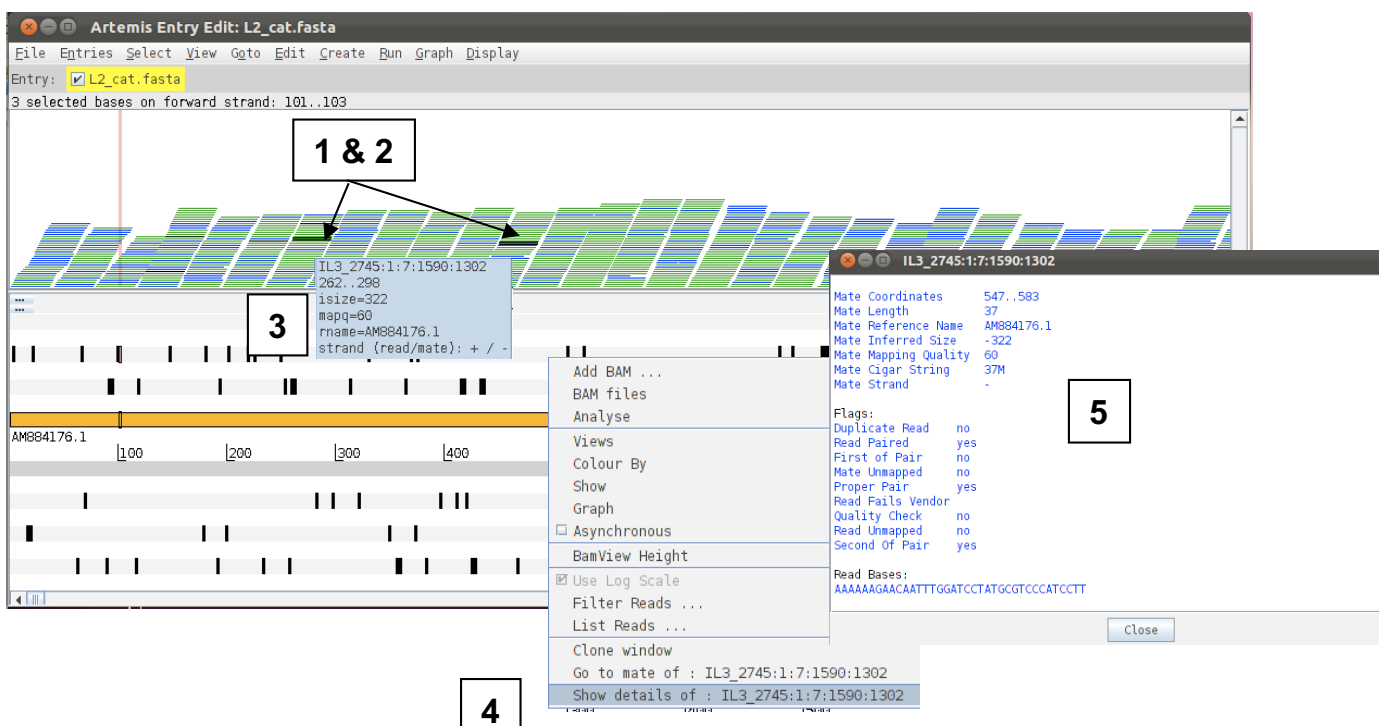 Artemis Entry Edit: L2_cat.fasta
File Entries Select View Goto Edit Create Run Graph Display
Entry: L2_cat.fasta
3 selected bases on forward strand: 101..103
1 & 2
IL3_2745:1:7:1590:1302
262..298
isize=322
mapq=60
rname=AM884176.1
strand (read/mate): + / -
3
AM884176.1
100 200 300 400
Add BAM ...
BAM files
Analyse
Views
Colour By
Show
Graph
Asynchronous
BamView Height
Use Log Scale
Filter Reads ...
List Reads ...
Clone window
Go to mate of : IL3_2745:1:7:1590:1302
Show details of : IL3_2745:1:7:1590:1302
4
IL3_2745:1:7:1590:1302
Mate Coordinates 547..583
Mate Length 37
Mate Reference Name AM884176.1
Mate Inferred Size -322
Mate Mapping Quality 60
Mate Cigar String 37M
Mate Strand -
Flags:
Duplicate Read no
Read Paired yes
First of Pair no
Mate Unmapped no
Proper Pair yes
Read Fails Vendor
Quality Check no
Read Unmapped no
Second Of Pair yes
Read Bases:
AAAAAAGAACAATTTGGATCCTATGCGTCCCATCCTT
5
Close